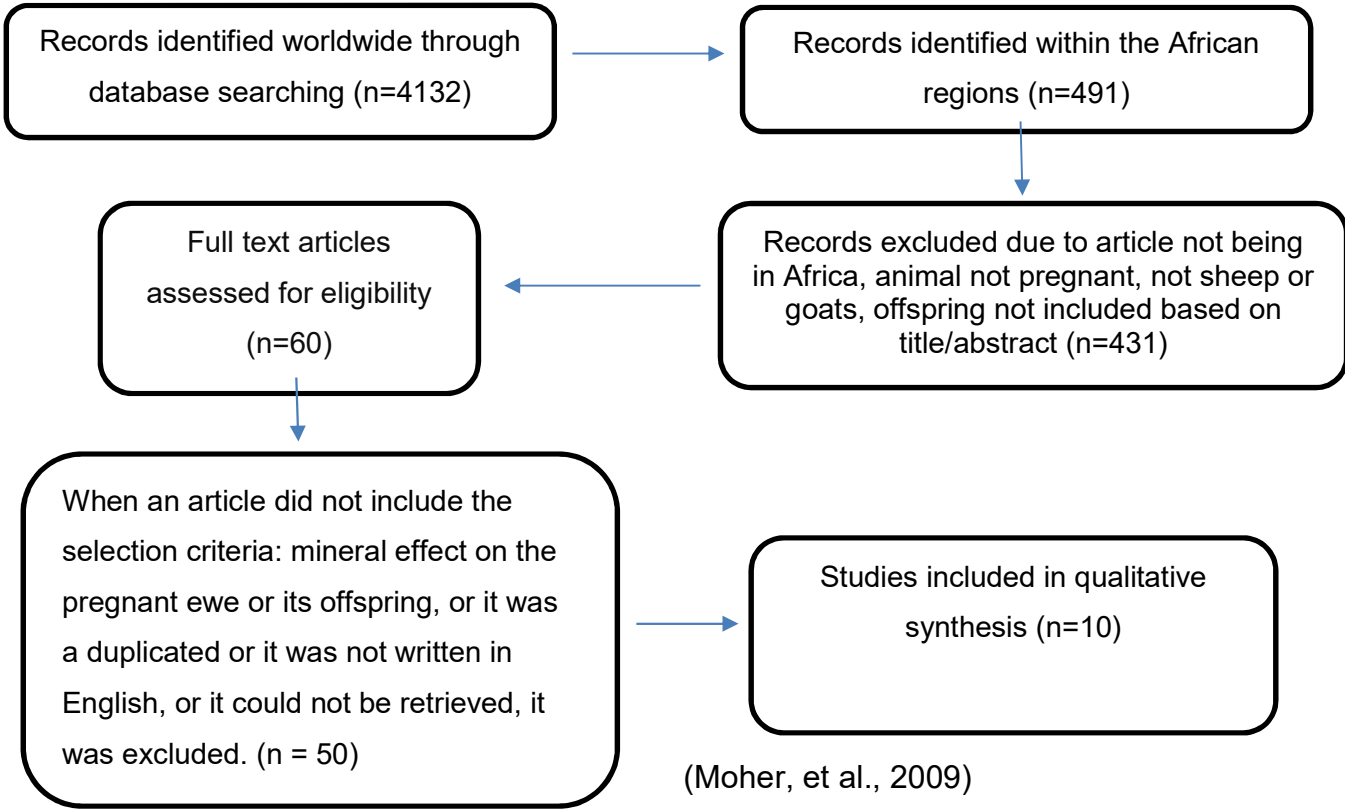 Records identified worldwide through
database searching (n=4132)
Records identified within the African
regions (n=491)
Records excluded due to article not being
in Africa, animal not pregnant, not sheep or
goats, offspring not included based on
title/abstract (n=431)
Full text articles
assessed for eligibility
(n=60)
When an article did not include the
selection criteria: mineral effect on the
pregnant ewe or its offspring, or it was
a duplicated or it was not written in
English, or it could not be retrieved, it
was excluded. (n = 50)
Studies included in qualitative
synthesis (n=10)
(Moher, et al., 2009)